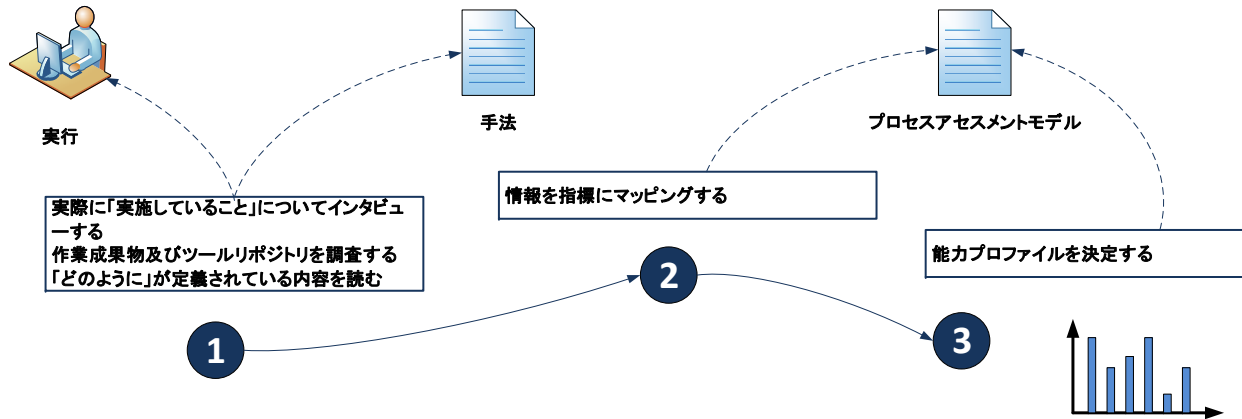 実行
手法
プロセスアセスメントモデル
実際に「実施していること」についてインタビュ
ーする
作業成果物及びツールリポジトリを調査する
「どのように」が定義されている内容を読む
情報を指標にマッピングする
能力プロファイルを決定する
1
2
3